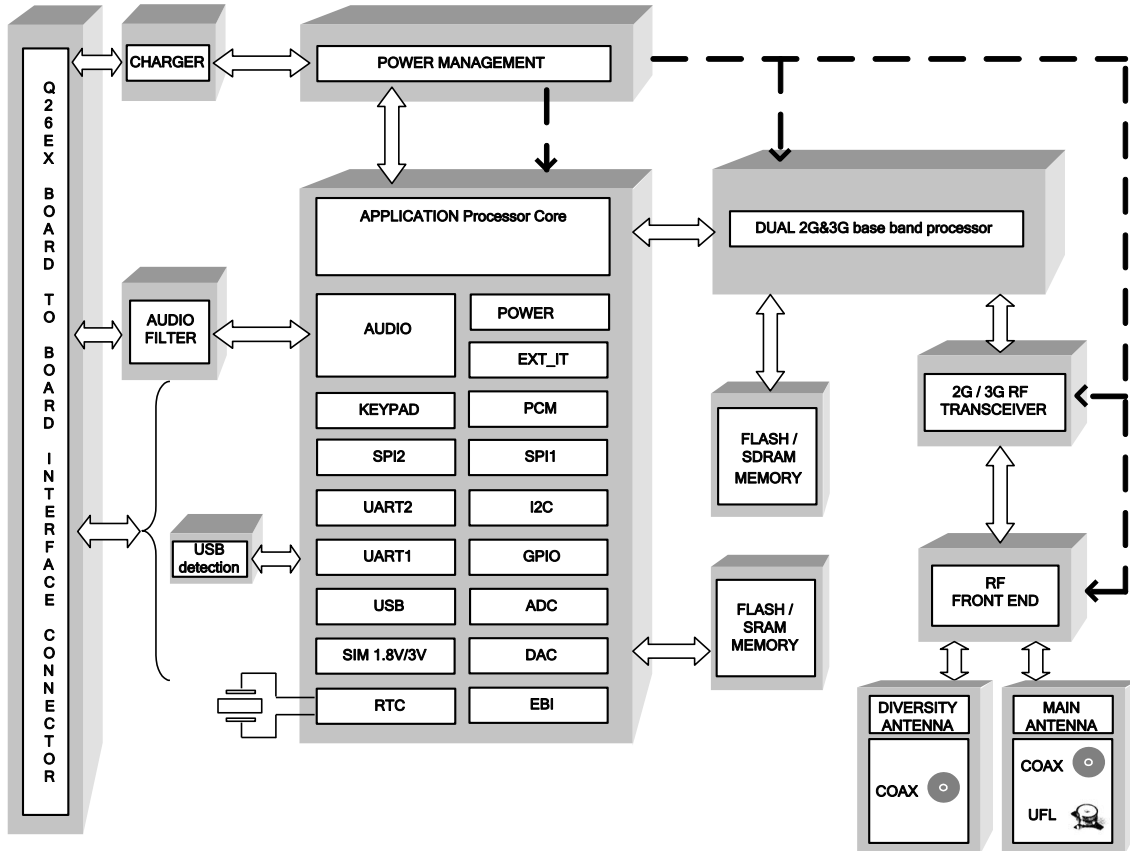 Q26EX BOARD TO BOARD INTERFACE CONNECTOR
CHARGER
POWER MANAGEMENT
APPLICATION Processor Core
DUAL 2G&3G base band processor
AUDIO
FILTER
AUDIO
POWER
EXT_IT
KEYPAD
PCM
SPI2
SPI1
UART2
I2C
UART1
GPIO
USB
ADC
SIM 1.8V/3V
DAC
RTC
EBI
USB
detection
FLASH /
SDRAM
MEMORY
FLASH /
SRAM
MEMORY
2G / 3G RF
TRANSCEIVER
RF
FRONT END
DIVERSITY
ANTENNA
COAX
MAIN
ANTENNA
COAX
UFL